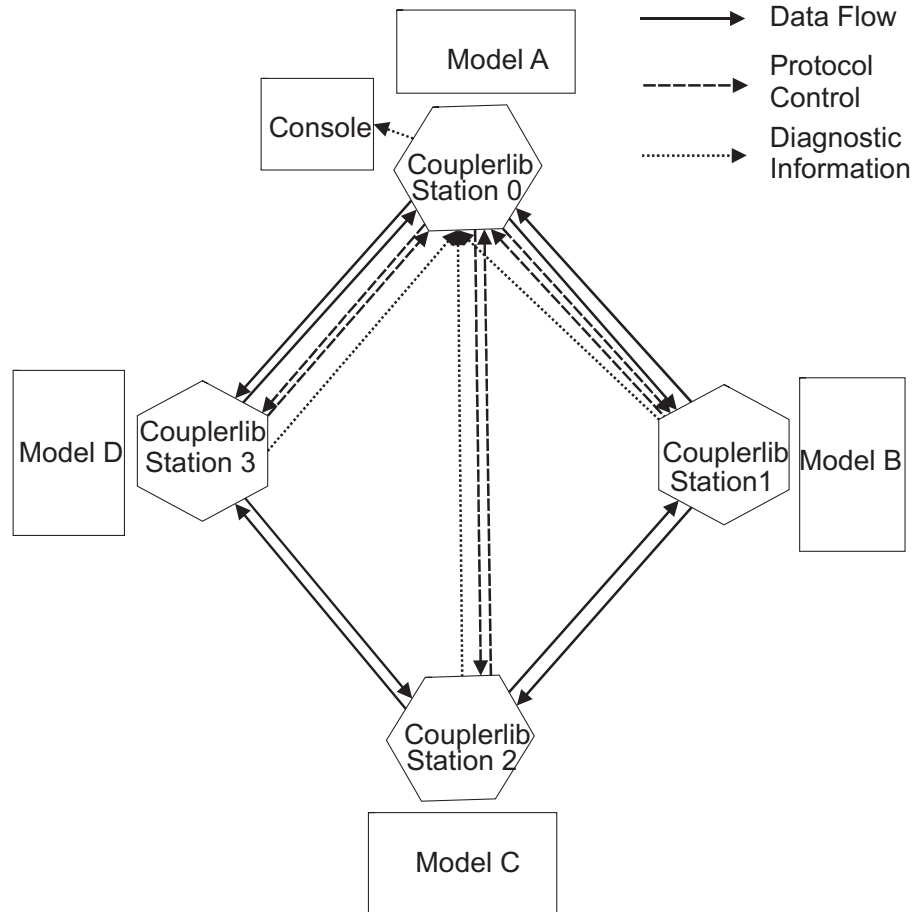 Data Flow
Model A
Protocol
Control
Console
Diagnostic
Information
Couplerlib
Station 0
Model D
Couplerlib
Station 3
Couplerlib
Station1
Model B
Couplerlib
Station 2
Model C